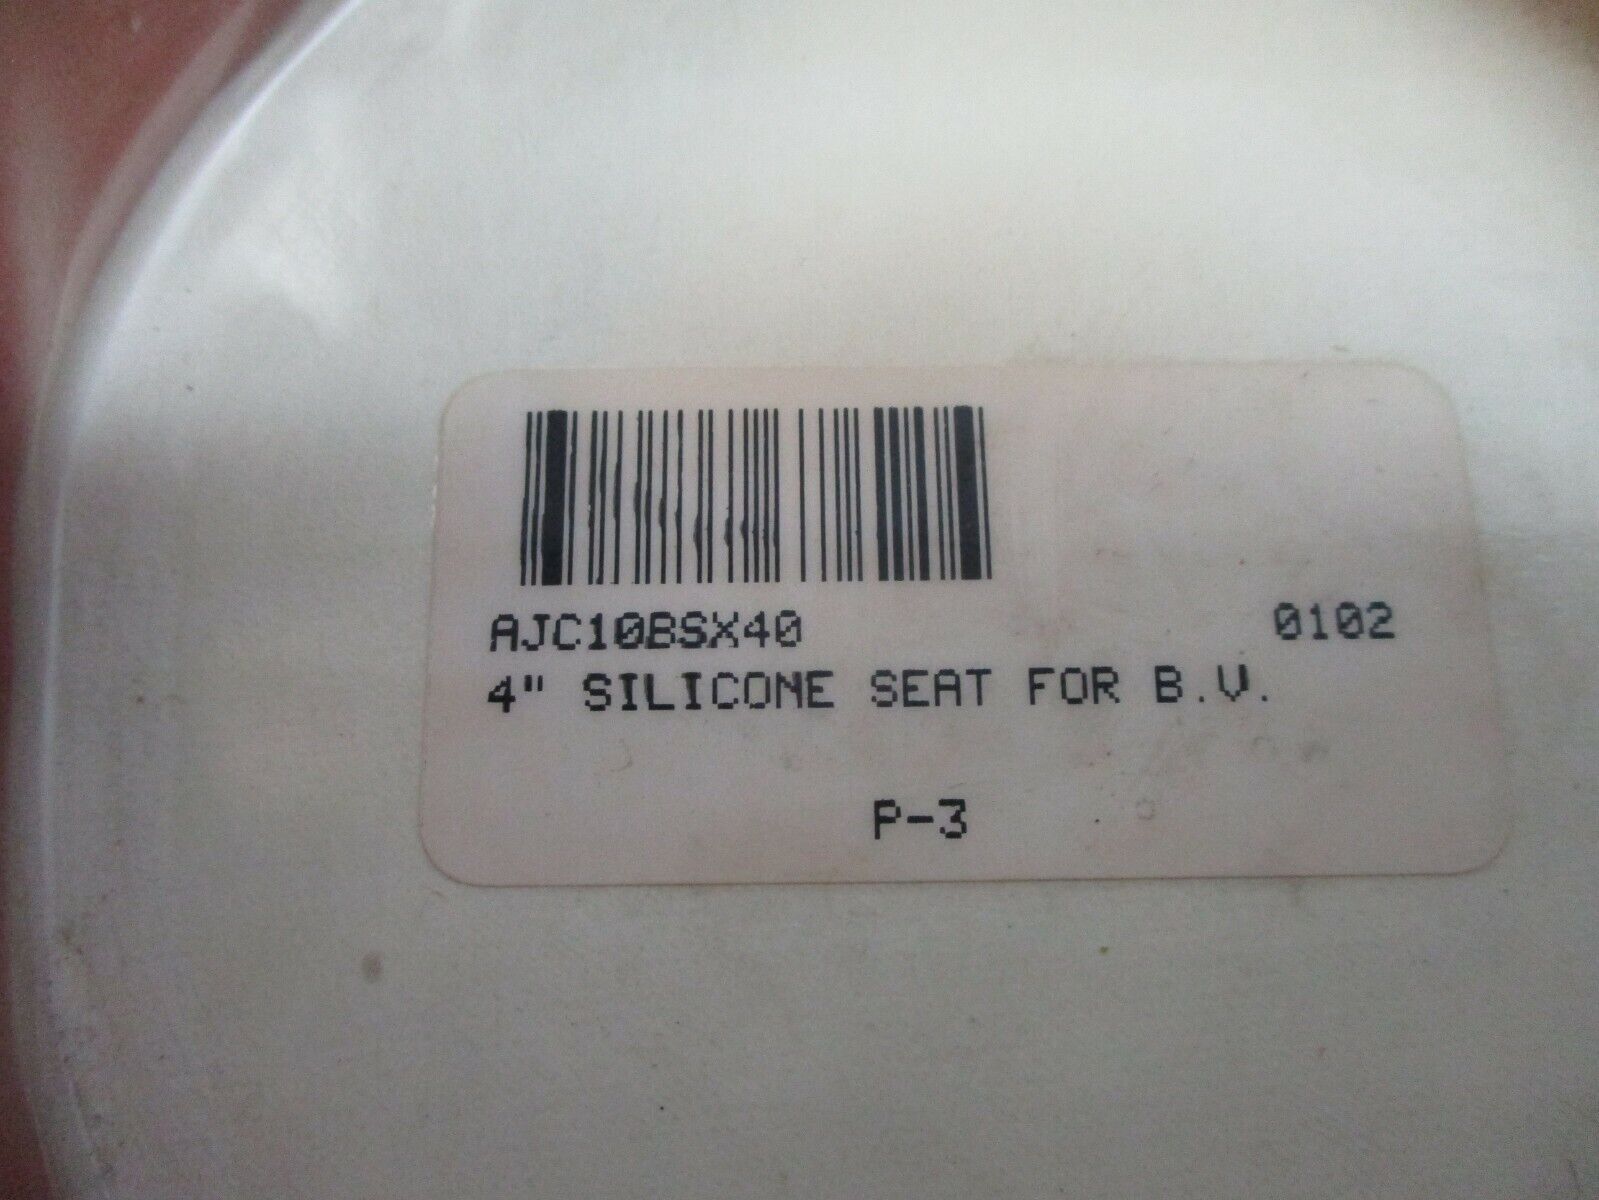 AJC10BSX40 0102
4" SILICONE SEAT FOR B.V.
P-3